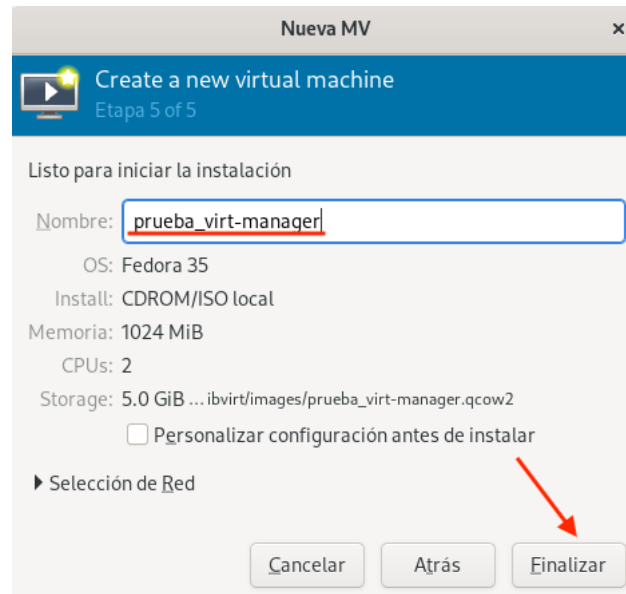 Nueva MV ×
Create a new virtual machine
Etapa 5 of 5
Listo para iniciar la instalación
Nombre: prueba_virt-manager
OS: Fedora 35
Install: CDROM/ISO local
Memoria: 1024 MiB
CPUs: 2
Storage: 5.0 GiB ... ibvirt/images/prueba_virt-manager.qcow2
Personalizar configuración antes de instalar
Selección de Red
Cancelar Atrás Finalizar